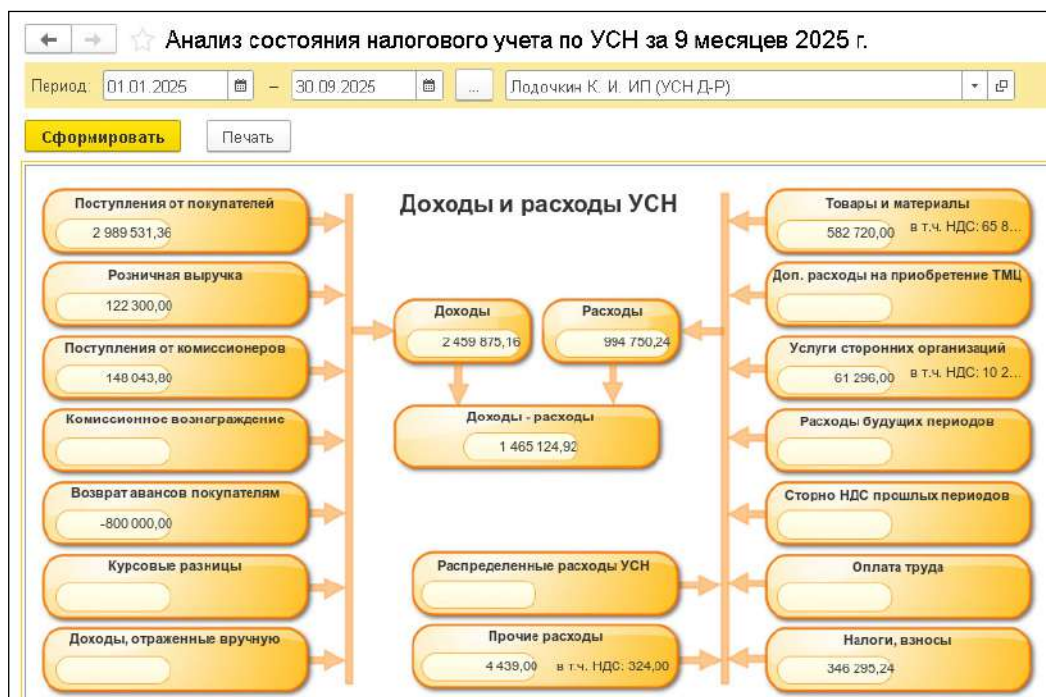 Анализ состояния налогового учета по УСН за 9 месяцев 2025 г.
Период: 01.01.2025 – 30.09.2025 ... Лодочкин К. И. ИП (УСН Д-Р)
Сформировать Печать
Доходы и расходы УСН
Поступления от покупателей
2 989 531,36
Розничная выручка
122 300,00
Поступления от комиссионеров
148 043,80
Комиссионное вознаграждение
Возврат авансов покупателям
-800 000,00
Курсовые разницы
Доходы, отраженные вручную
Доходы
2 459 875,16
Расходы
994 750,24
Доходы - расходы
1 465 124,92
Распределенные расходы УСН
Прочие расходы
4 439,00 в т.ч. НДС: 324,00
Товары и материалы
582 720,00 в т.ч. НДС: 65 8...
Доп. расходы на приобретение ТМЦ
Услуги сторонних организаций
61 296,00 в т.ч. НДС: 10 2...
Расходы будущих периодов
Сторно НДС прошлых периодов
Оплата труда
Налоги, взносы
346 295,24